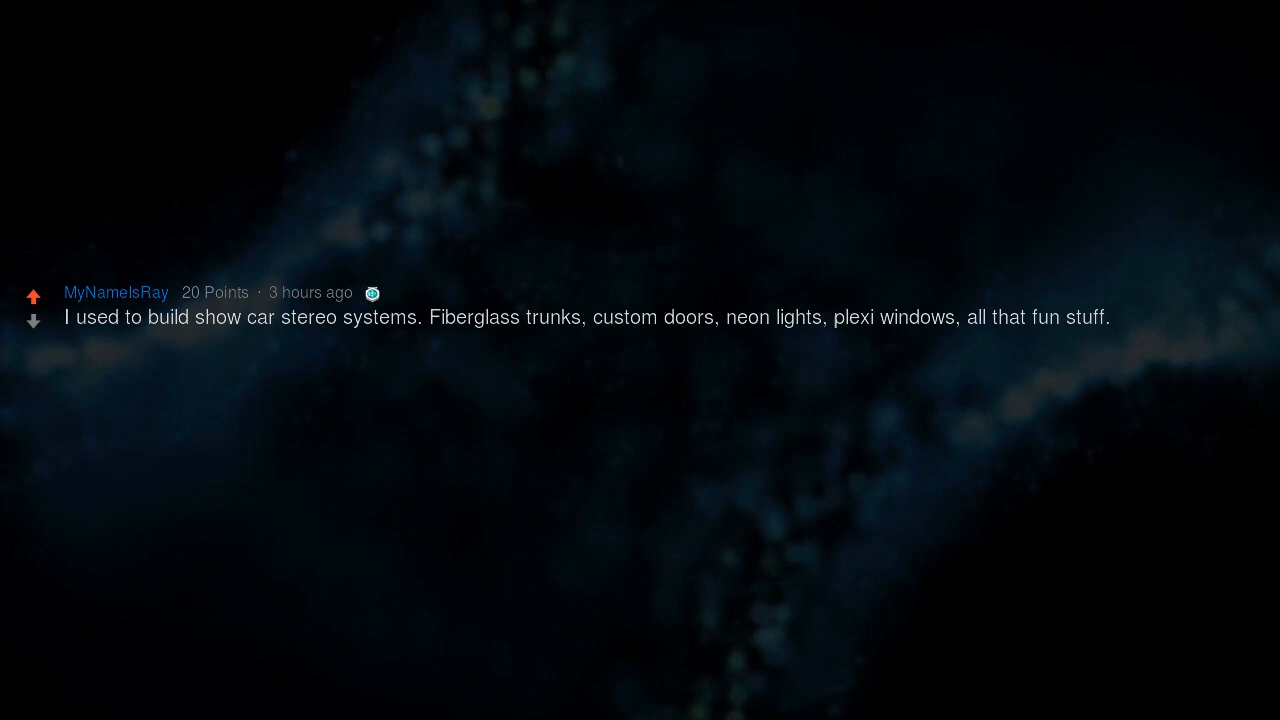 MyNameIsRay 20 Points · 3 hours ago
I used to build show car stereo systems. Fiberglass trunks, custom doors, neon lights, plexi windows, all that fun stuff.